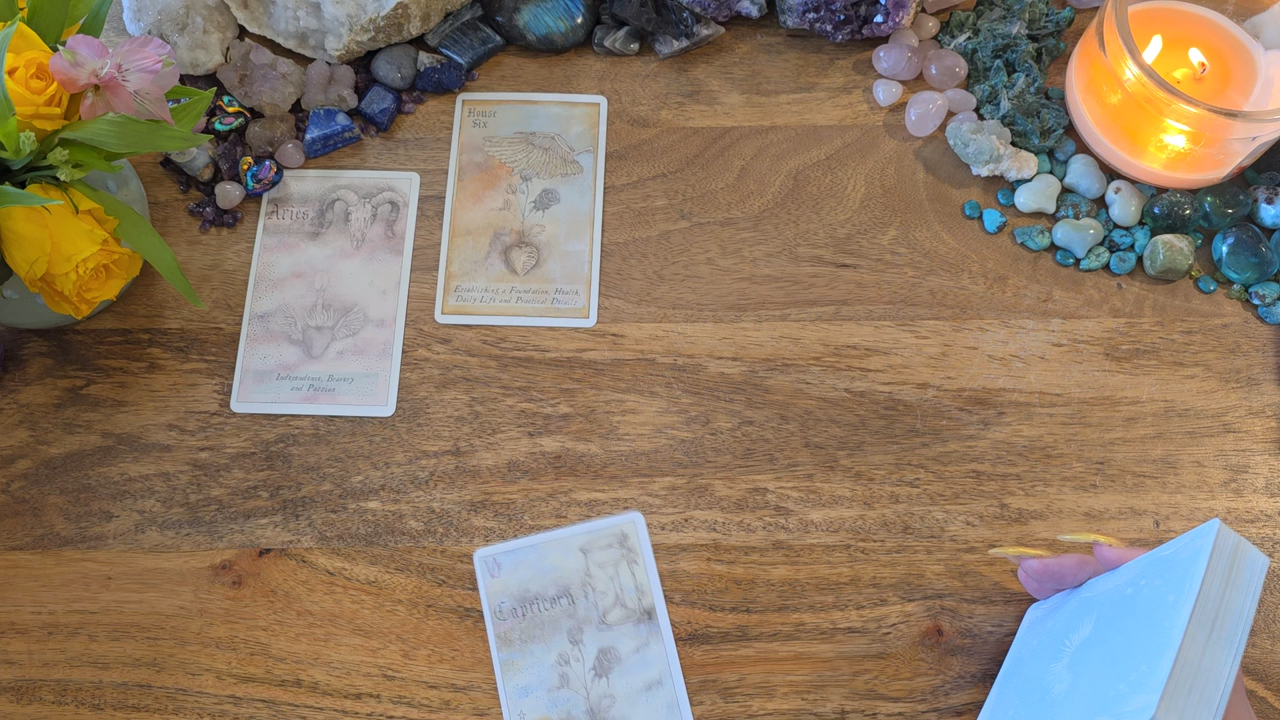 House
Six
Establishing a Foundation, Health,
Daily Life and Practical Details
Aries
Independence, Bravery
and Passion
Capricorn